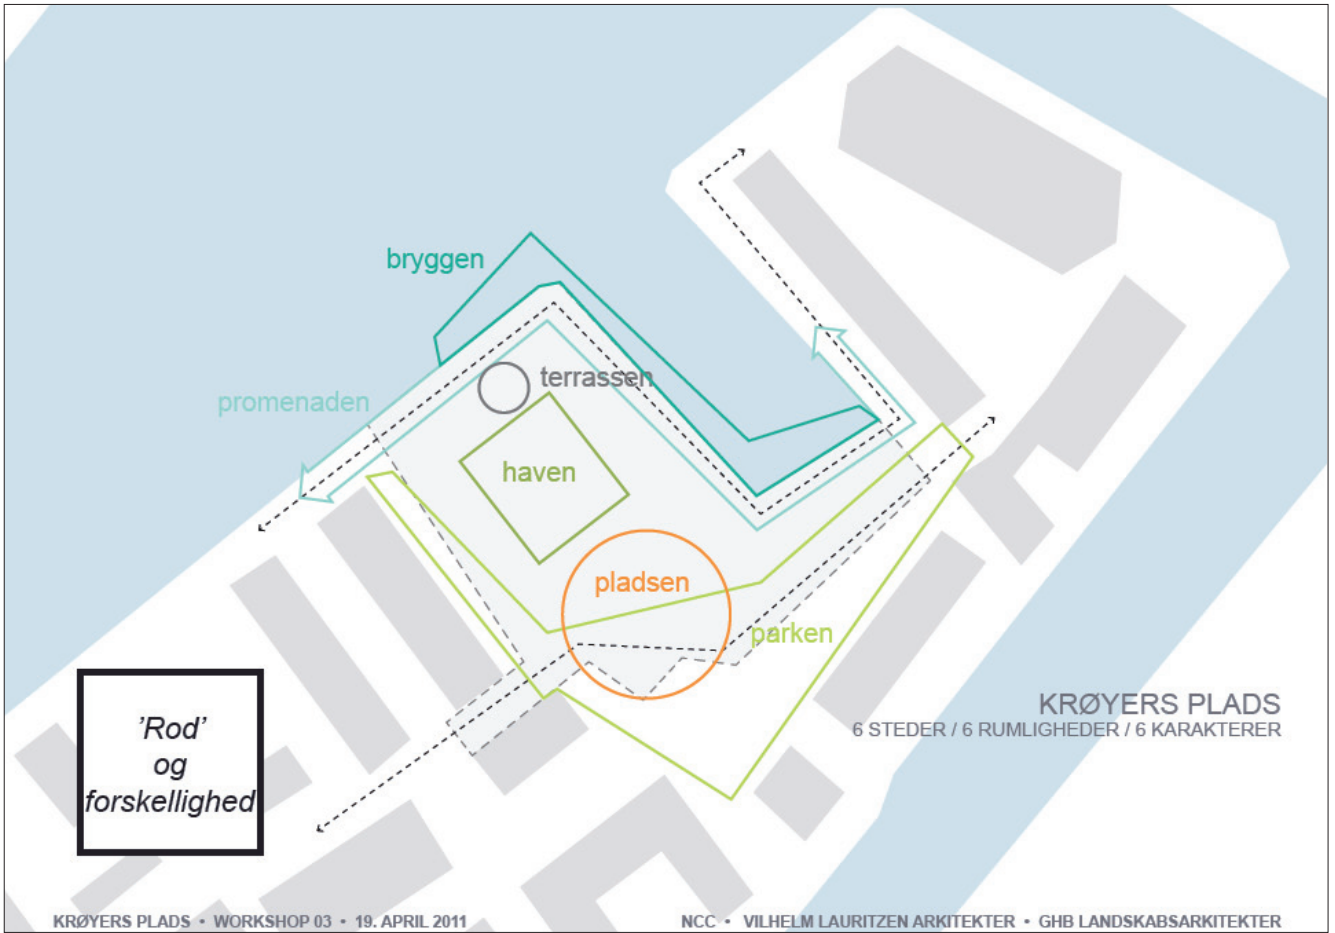 bryggen
terrassen
promenaden
haven
pladsen
parken
KRØYERS PLADS
6 STEDER / 6 RUMLIGHEDER / 6 KARAKTERER
’Rod’
og
forskellighed
KRØYERS PLADS • WORKSHOP 03 • 19. APRIL 2011
NCC • VILHELM LAURITZEN ARKITEKTER • GHB LANDSKABSARKITEKTER